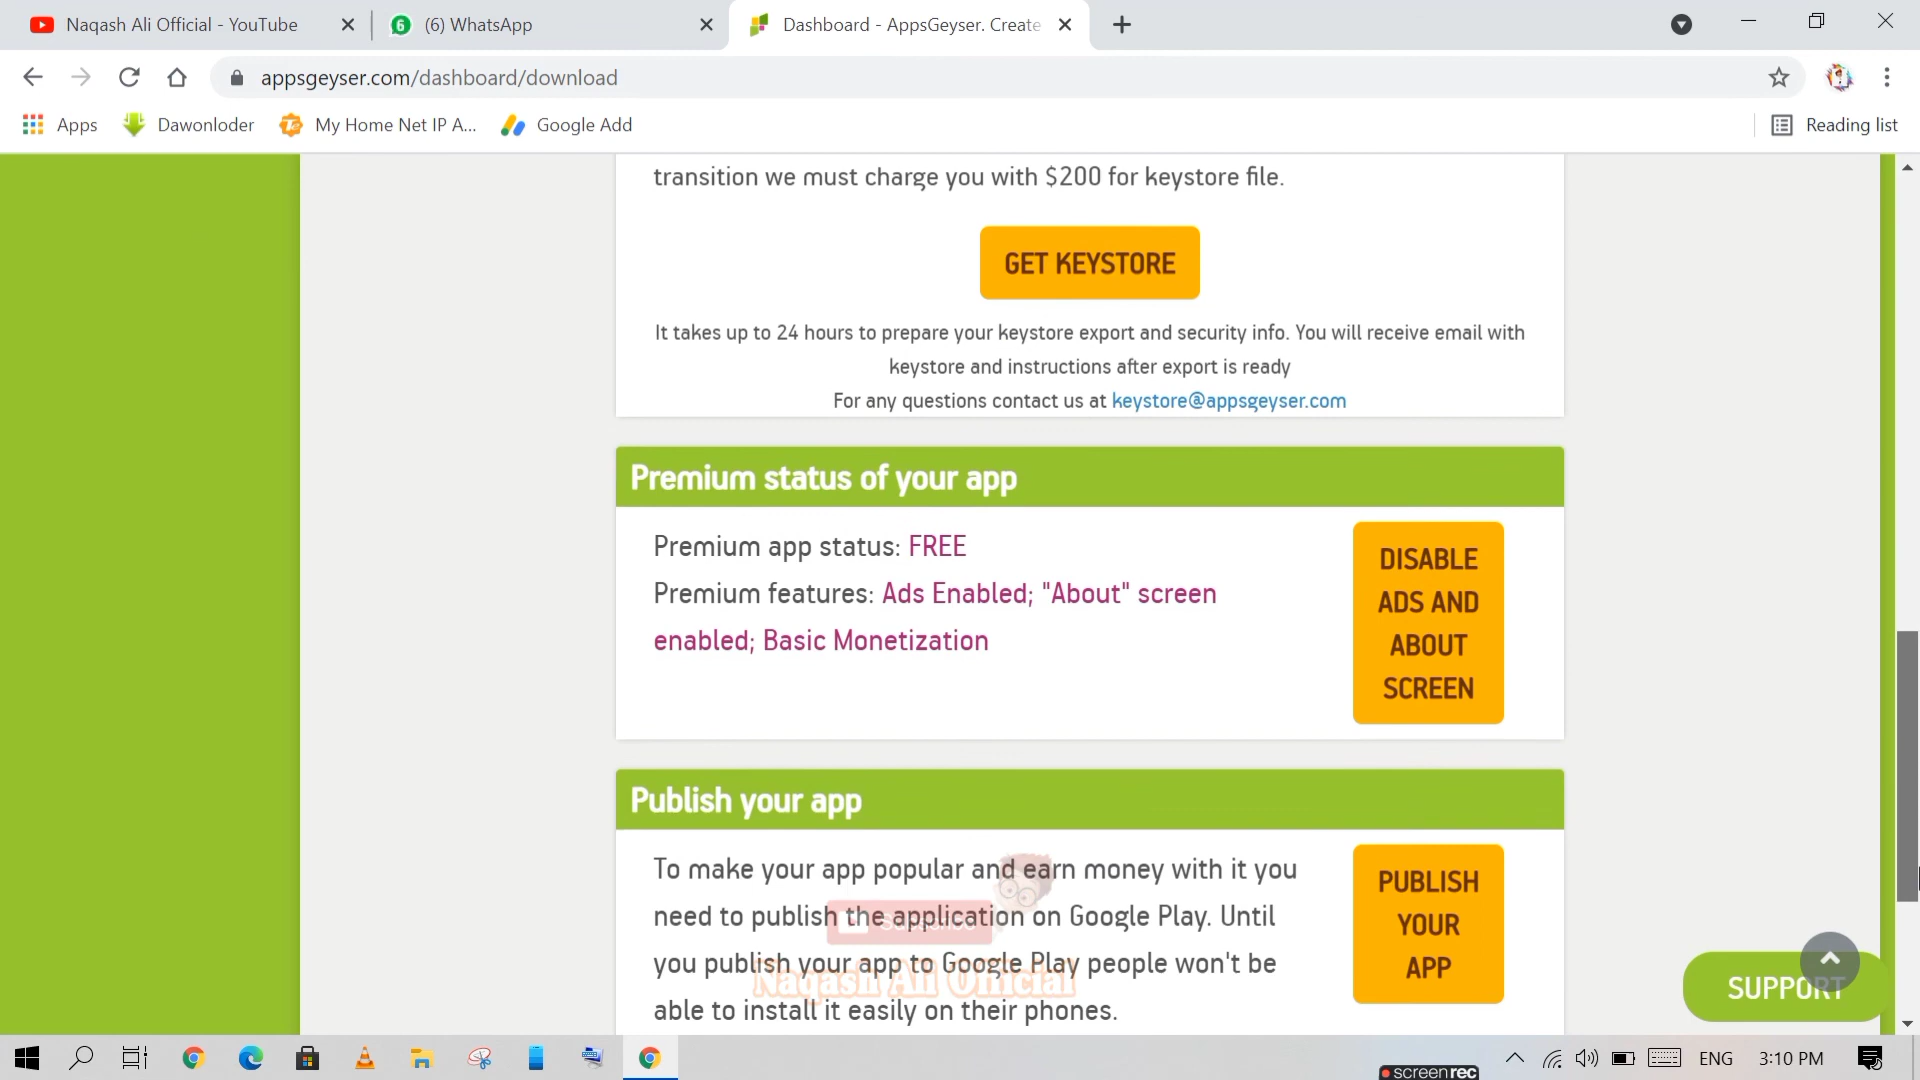 Naqash Ali Official - YouTube
6
(6) WhatsApp
Dashboard - AppsGeyser. Create
appsgeyser.com/dashboard/download
Apps
Dawonloder
My Home Net IP A...
Google Add
Reading list
transition we must charge you with $200 for keystore file.
GET KEYSTORE
It takes up to 24 hours to prepare your keystore export and security info. You will receive email with
keystore and instructions after export is ready
For any questions contact us at keystore@appsgeyser.com
Premium status of your app
Premium app status: FREE
Premium features: Ads Enabled; "About" screen
enabled; Basic Monetization
DISABLE
ADS AND
ABOUT
SCREEN
Publish your app
To make your app popular and earn money with it you
need to publish the application on Google Play. Until
you publish your app to Google Play people won't be
able to install it easily on their phones.
PUBLISH
YOUR
APP
Subscribe
Naqash Ali Official
SUPPORT
ENG
3:10 PM
screenrec